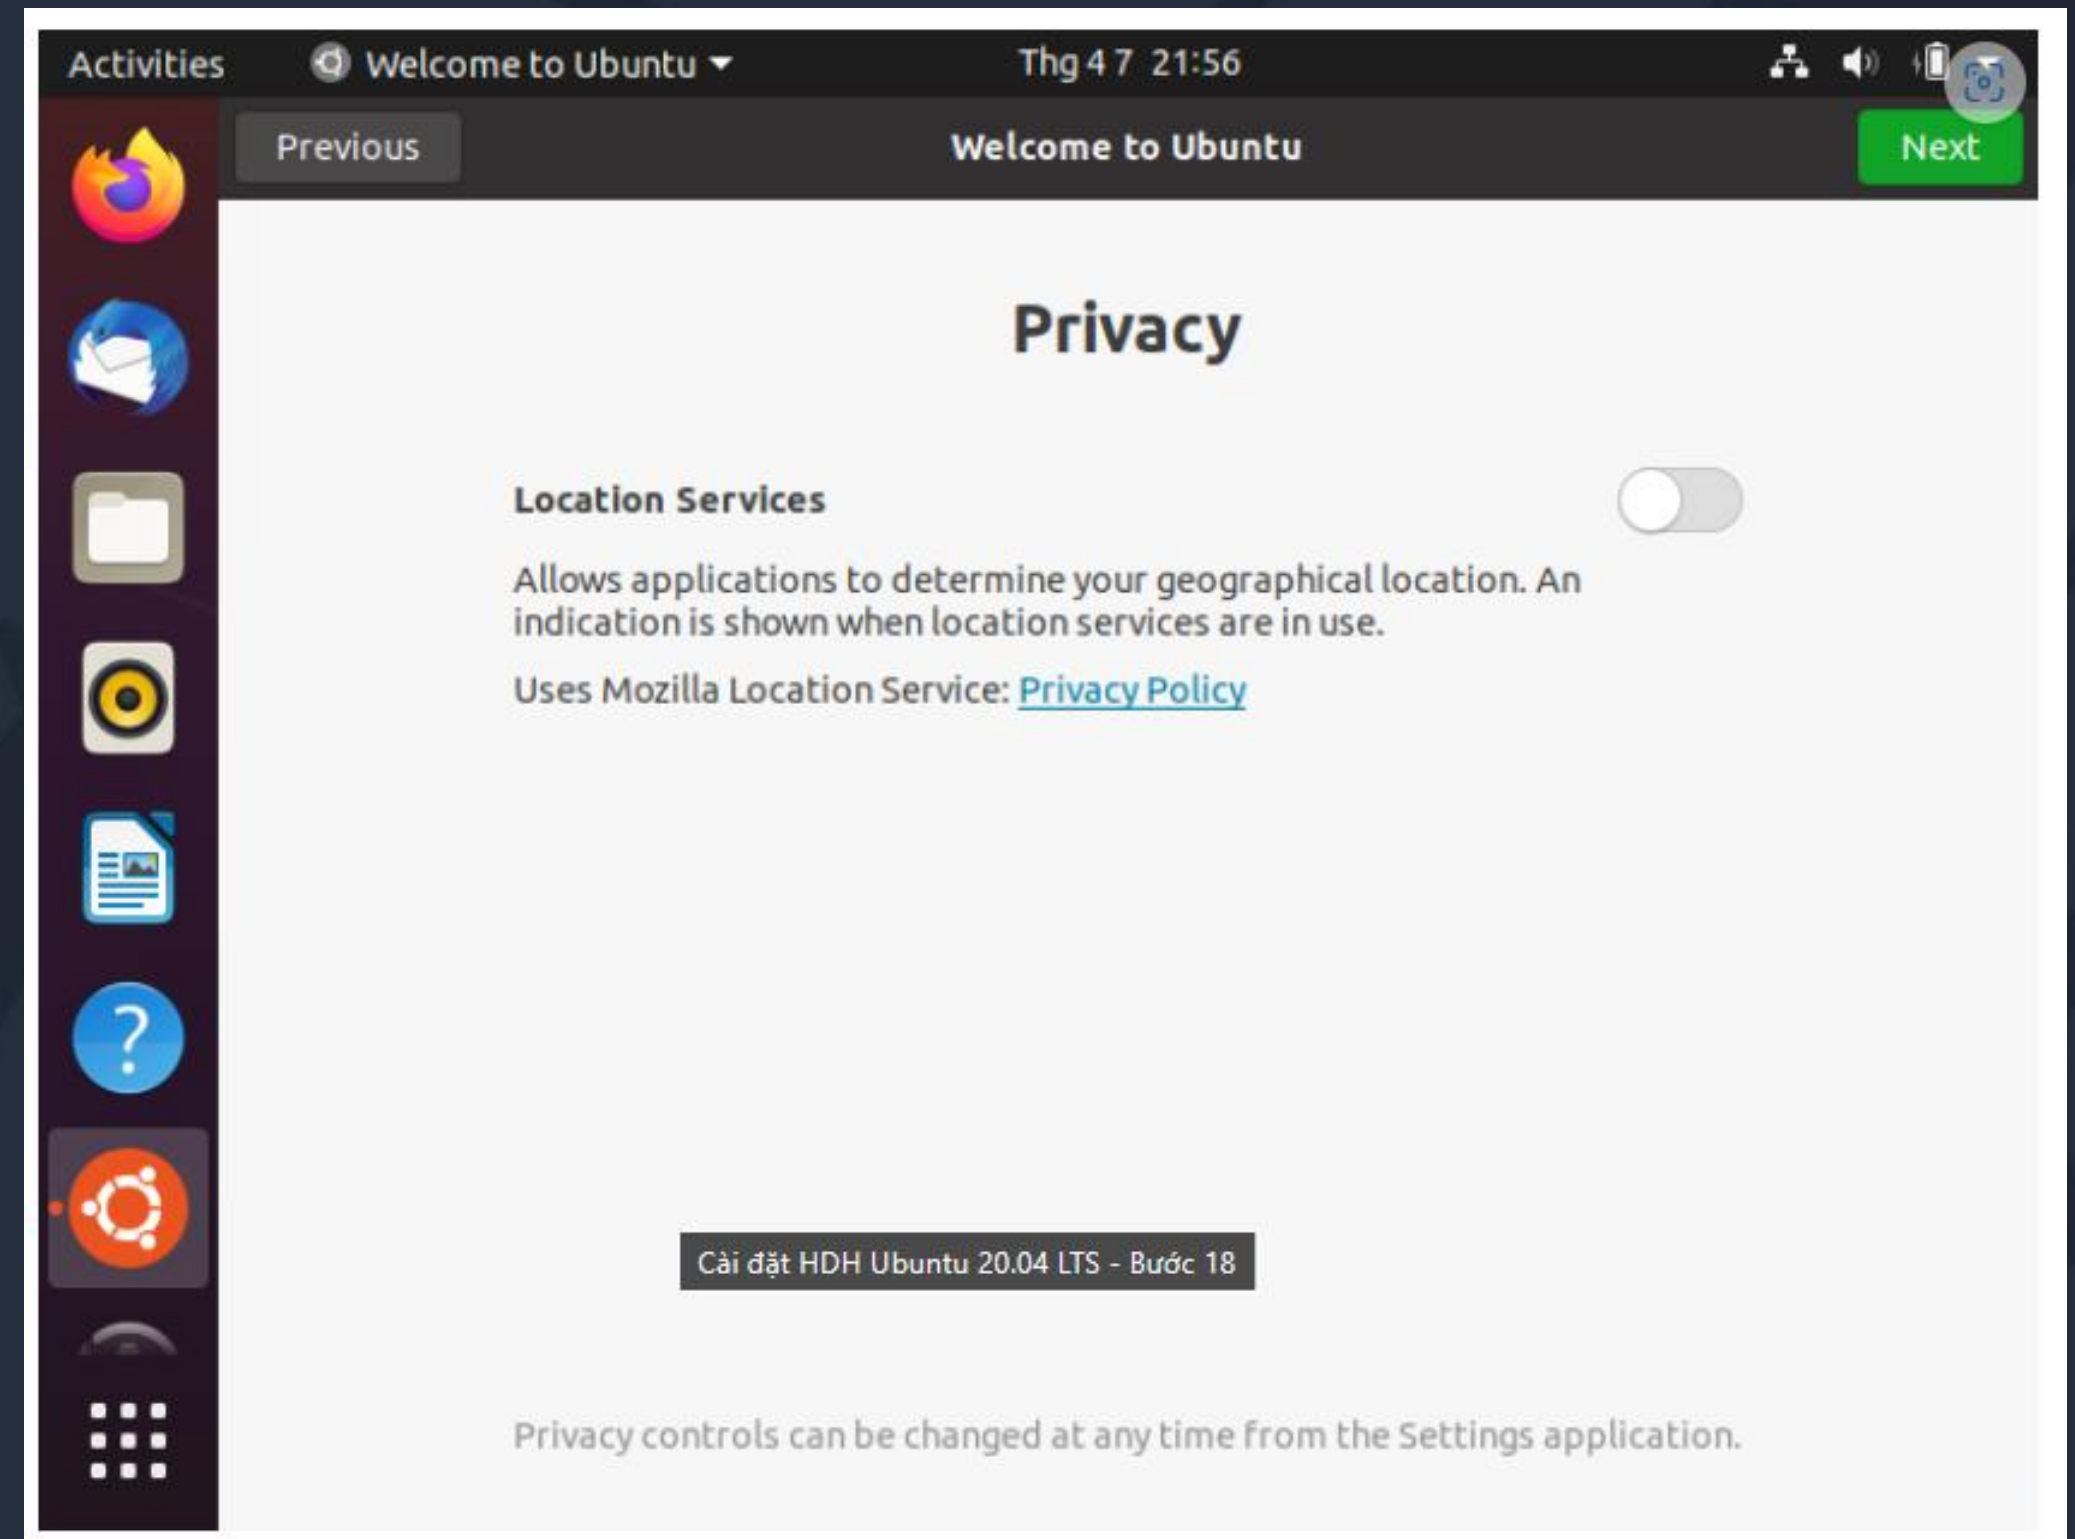 Activities Welcome to Ubuntu Thg 4 7 21:56
Previous Welcome to Ubuntu Next
Privacy
Location Services
Allows applications to determine your geographical location. An
indication is shown when location services are in use.
Uses Mozilla Location Service: Privacy Policy
Cài đặt HDH Ubuntu 20.04 LTS - Bước 18
Privacy controls can be changed at any time from the Settings application.